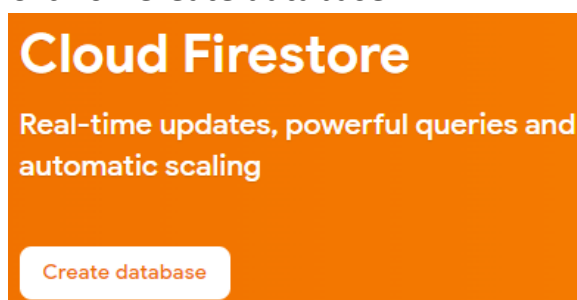 Cloud Firestore
Real-time updates, powerful queries and
automatic scaling
Create database